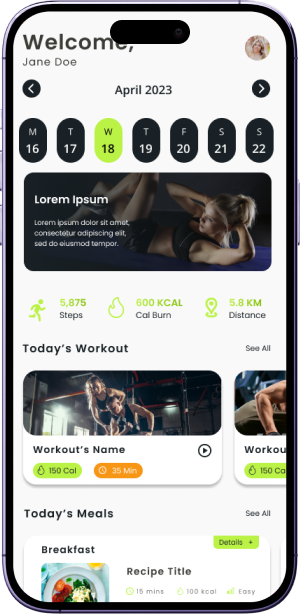 Welcome,
Jane Doe
April 2023
M T W T F S S
16 17 18 19 20 21 22
Lorem Ipsum
Lorem ipsum dolor sit amet,
consectetur adipiscing elit,
sed do eiusmod tempor.
5,875 600 KCAL 5.8 KM
Steps Cal Burn Distance
Today's Workout See All
Workout's Name Workou
150 Cal 35 Min 150 Ca
Today's Meals See All
Details +
Breakfast
Recipe Title
15 mins 100 kcal Easy